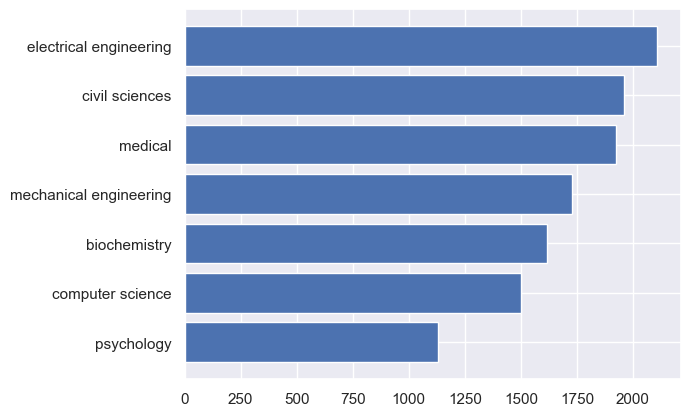 electrical engineering
civil sciences
medical
mechanical engineering
biochemistry
computer science
psychology
0 250 500 750 1000 1250 1500 1750 2000